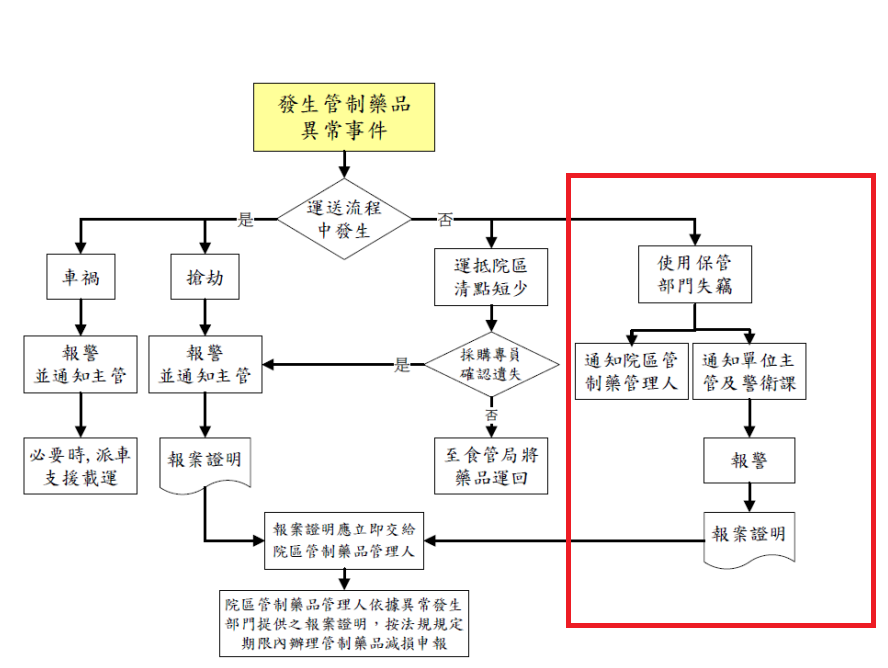 發生管制藥品
異常事件
運送流程
中發生
是
否
車禍
搶劫
運抵院區
清點短少
使用保管
部門失竊
報警
並通知主管
報警
並通知主管
是
採購專員
確認遺失
否
通知院區管
制藥管理人
通知單位主
管及警衛課
必要時,派車
支援載運
報案證明
至食管局將
藥品運回
報警
報案證明應立即交給
院區管制藥品管理人
報案證明
院區管制藥品管理人依據異常發生
部門提供之報案證明，按法規規定
期限內辦理管制藥品減損申報